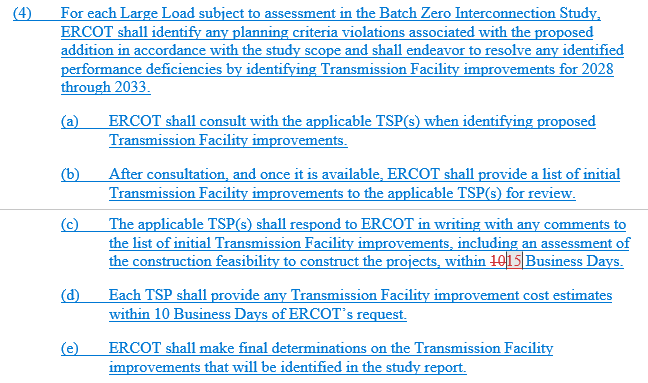 (4) For each Large Load subject to assessment in the Batch Zero Interconnection Study,
ERCOT shall identify any planning criteria violations associated with the proposed
addition in accordance with the study scope and shall endeavor to resolve any identified
performance deficiencies by identifying Transmission Facility improvements for 2028
through 2033.
(a) ERCOT shall consult with the applicable TSP(s) when identifying proposed
Transmission Facility improvements.
(b) After consultation, and once it is available, ERCOT shall provide a list of initial
Transmission Facility improvements to the applicable TSP(s) for review.
(c) The applicable TSP(s) shall respond to ERCOT in writing with any comments to
the list of initial Transmission Facility improvements, including an assessment of
the construction feasibility to construct the projects, within 1015 Business Days.
(d) Each TSP shall provide any Transmission Facility improvement cost estimates
within 10 Business Days of ERCOT's request.
(e) ERCOT shall make final determinations on the Transmission Facility
improvements that will be identified in the study report.